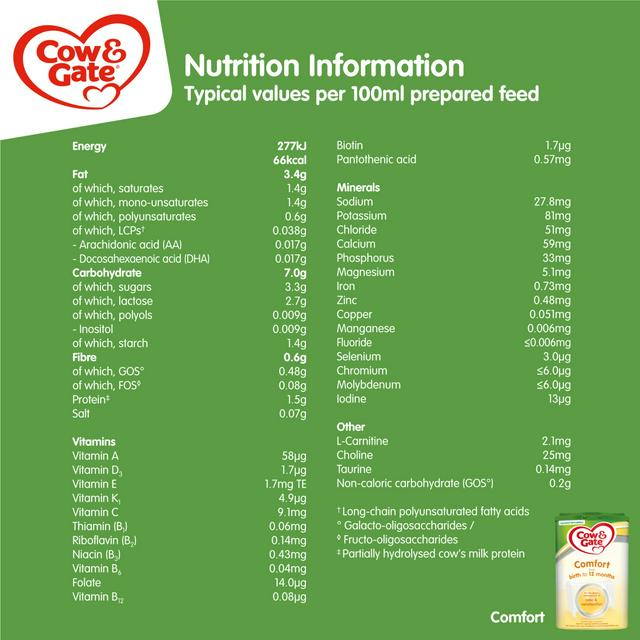 Cow &
Gate®
Nutrition Information
Typical values per 100ml prepared feed
Energy 277kJ
66kcal
Fat 3.4g
of which, saturates 1.4g
of which, mono-unsaturates 1.4g
of which, polyunsaturates 0.6g
of which, LCPs† 0.038g
- Arachidonic acid (AA) 0.017g
- Docosahexaenoic acid (DHA) 0.017g
Carbohydrate 7.0g
of which, sugars 3.3g
of which, lactose 2.7g
of which, polyols 0.009g
- Inositol 0.009g
of which, starch 1.4g
Fibre 0.6g
of which, GOS° 0.48g
of which, FOS◊ 0.08g
Protein‡ 1.5g
Salt 0.07g
Vitamins
Vitamin A 58µg
Vitamin D₃ 1.7µg
Vitamin E 1.7mg TE
Vitamin K₁ 4.9µg
Vitamin C 9.1mg
Thiamin (B₁) 0.06mg
Riboflavin (B₂) 0.14mg
Niacin (B₃) 0.43mg
Vitamin B₆ 0.04mg
Folate 14.0µg
Vitamin B₁₂ 0.08µg
Biotin 1.7µg
Pantothenic acid 0.57mg
Minerals
Sodium 27.8mg
Potassium 81mg
Chloride 51mg
Calcium 59mg
Phosphorus 33mg
Magnesium 5.1mg
Iron 0.73mg
Zinc 0.48mg
Copper 0.051mg
Manganese 0.006mg
Fluoride ≤0.006mg
Selenium 3.0µg
Chromium ≤6.0µg
Molybdenum ≤6.0µg
Iodine 13µg
Other
L-Carnitine 2.1mg
Choline 25mg
Taurine 0.14mg
Non-caloric carbohydrate (GOS°) 0.2g
† Long-chain polyunsaturated fatty acids
° Galacto-oligosaccharides /
◊ Fructo-oligosaccharides
‡ Partially hydrolysed cow's milk protein
Comfort
Cow &
Gate
Comfort
birth to 12 months
colic &
constipation